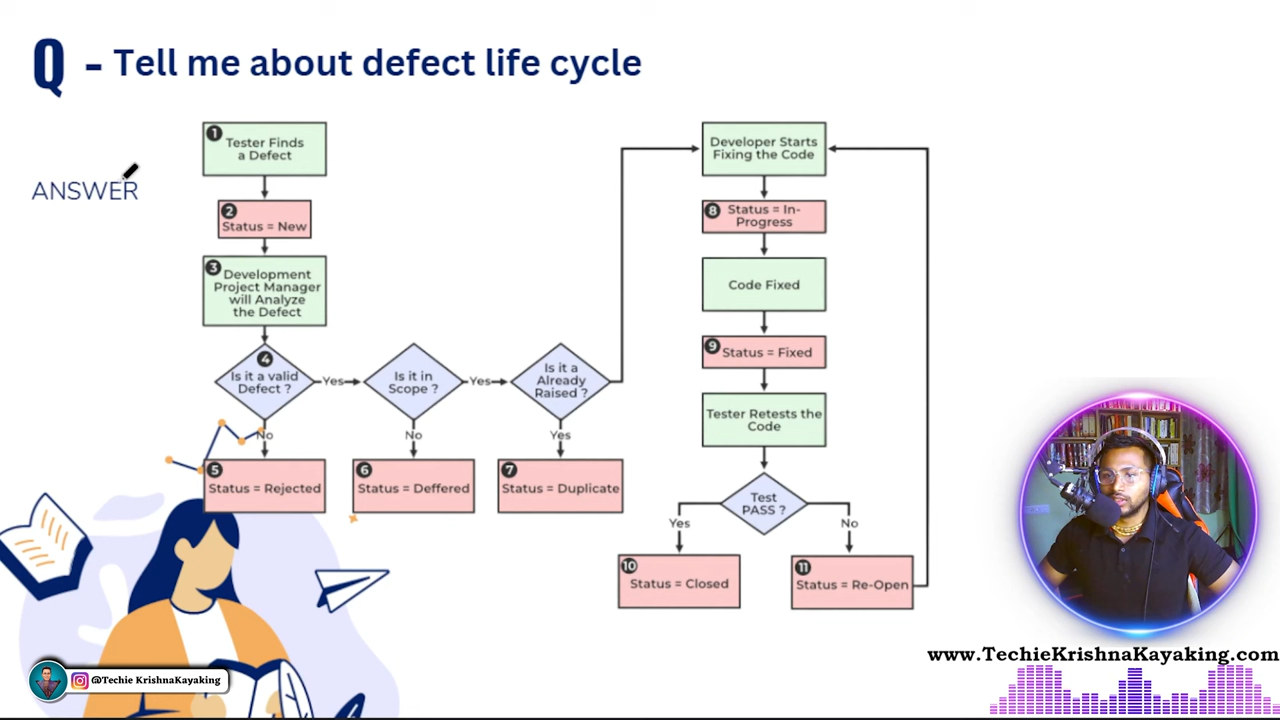 Q - Tell me about defect life cycle
ANSWER
1
Tester Finds
a Defect
2
Status = New
3
Development
Project Manager
will Analyze
the Defect
4
Is it a valid
Defect ?
Yes
Is it in
Scope ?
Yes
Is it a
Already
Raised ?
No
No
Yes
5
Status = Rejected
6
Status = Deffered
7
Status = Duplicate
Developer Starts
Fixing the Code
8
Status = In-
Progress
Code Fixed
9
Status = Fixed
Tester Retests the
Code
Test
PASS ?
Yes
No
10
Status = Closed
11
Status = Re-Open
@Techie KrishnaKayaking
www.TechieKrishnaKayaking.com